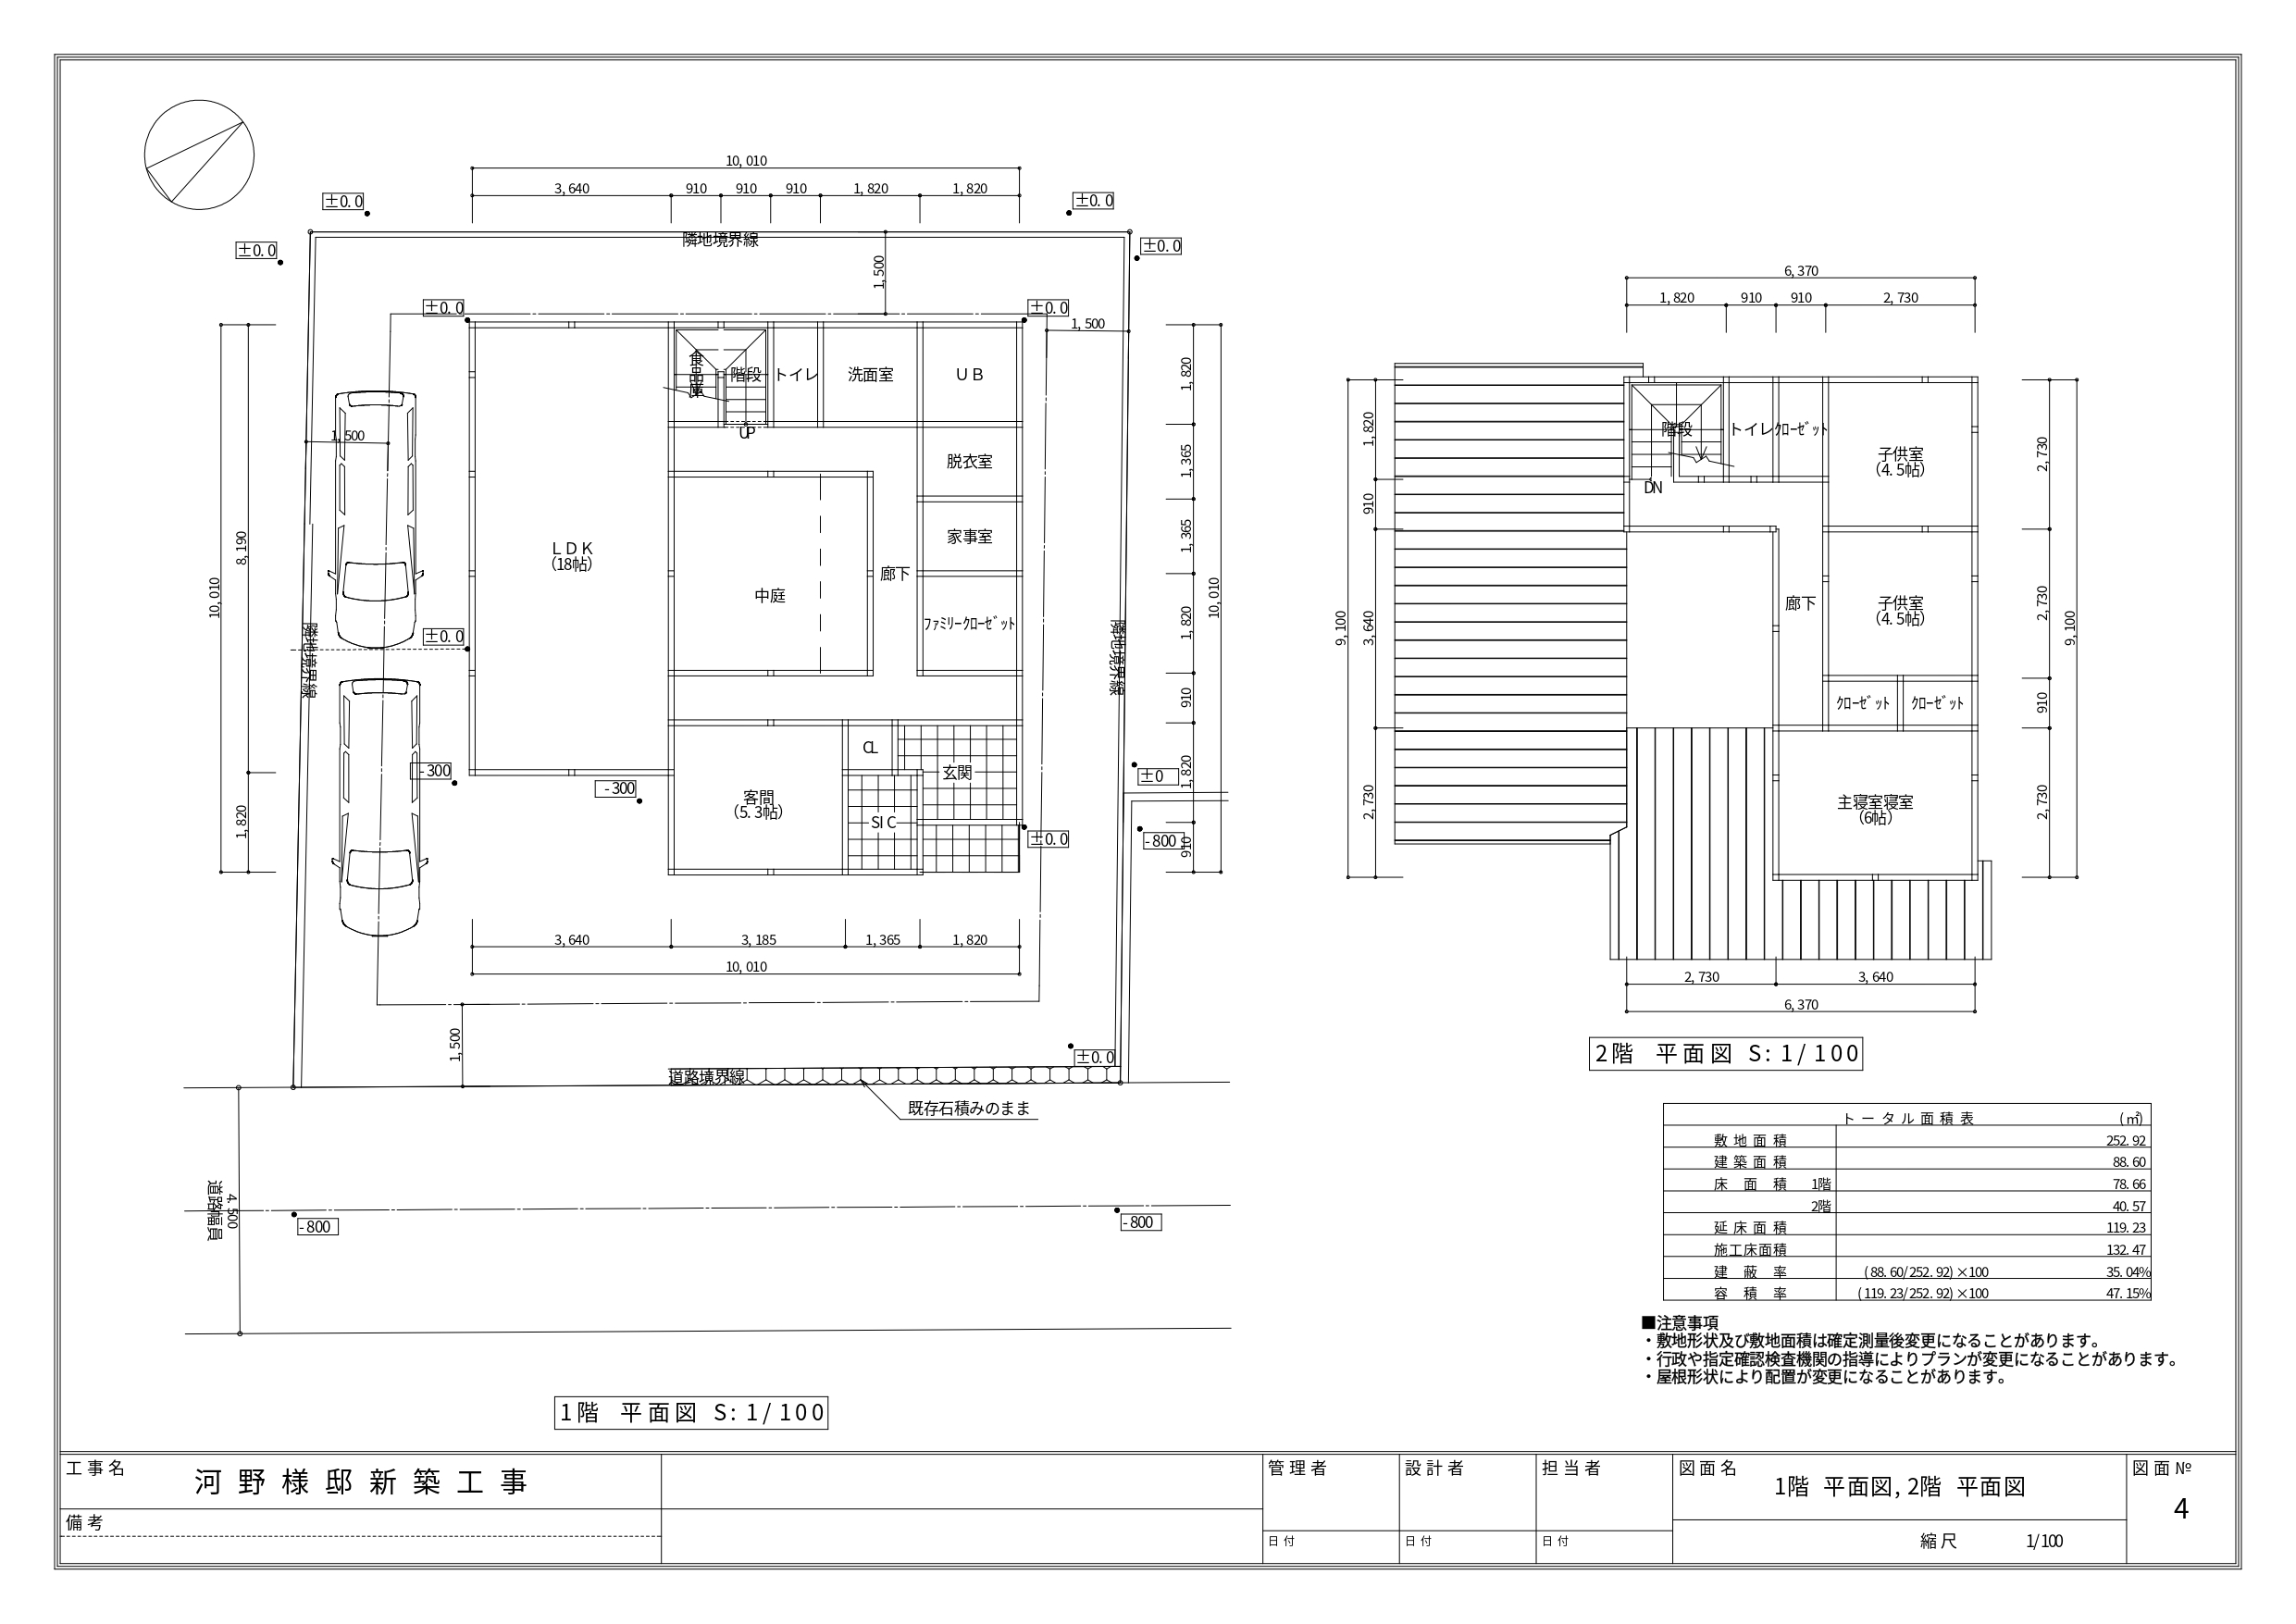 10,010
3,640 910 910 910 1,820 1,820
±0.0
±0.0
±0.0
±0.0
隣地境界線
1,500
±0.0
±0.0
1,500
食品庫
階段
トイレ
洗面室
UB
UP
1,500
脱衣室
家事室
LDK
(18帖)
廊下
中庭
ファミリークローゼット
±0.0
隣地境界線
隣地境界線
8,190
10,010
1,820
1,820
1,365
1,365
1,820
910
1,820
910
10,010
CL
玄関
-300
-300
客間
(5.3帖)
SIC
±0
-800
±0.0
3,640 3,185 1,365 1,820
10,010
1,500
±0.0
道路境界線
既存石積みのまま
道路幅員
4,500
-800
-800
1階 平面図 S:1/100
6,370
1,820 910 910 2,730
階段
トイレ
クローゼット
子供室
(4.5帖)
DN
廊下
子供室
(4.5帖)
クローゼット
クローゼット
主寝室寝室
(6帖)
1,820
910
3,640
2,730
9,100
2,730
2,730
910
2,730
9,100
2,730 3,640
6,370
2階 平面図 S:1/100
トータル面積表 (㎡)
敷地面積 252.92
建築面積 88.60
床面積 1階 78.66
2階 40.57
延床面積 119.23
施工床面積 132.47
建蔽率 (88.60/252.92)×100 35.04%
容積率 (119.23/252.92)×100 47.15%
■注意事項
・敷地形状及び敷地面積は確定測量後変更になることがあります。
・行政や指定確認検査機関の指導によりプランが変更になることがあります。
・屋根形状により配置が変更になることがあります。
工事名 河野様邸新築工事
備考
管理者
日付
設計者
日付
担当者
日付
図面名
1階 平面図,2階 平面図
縮尺 1/100
図面№
4